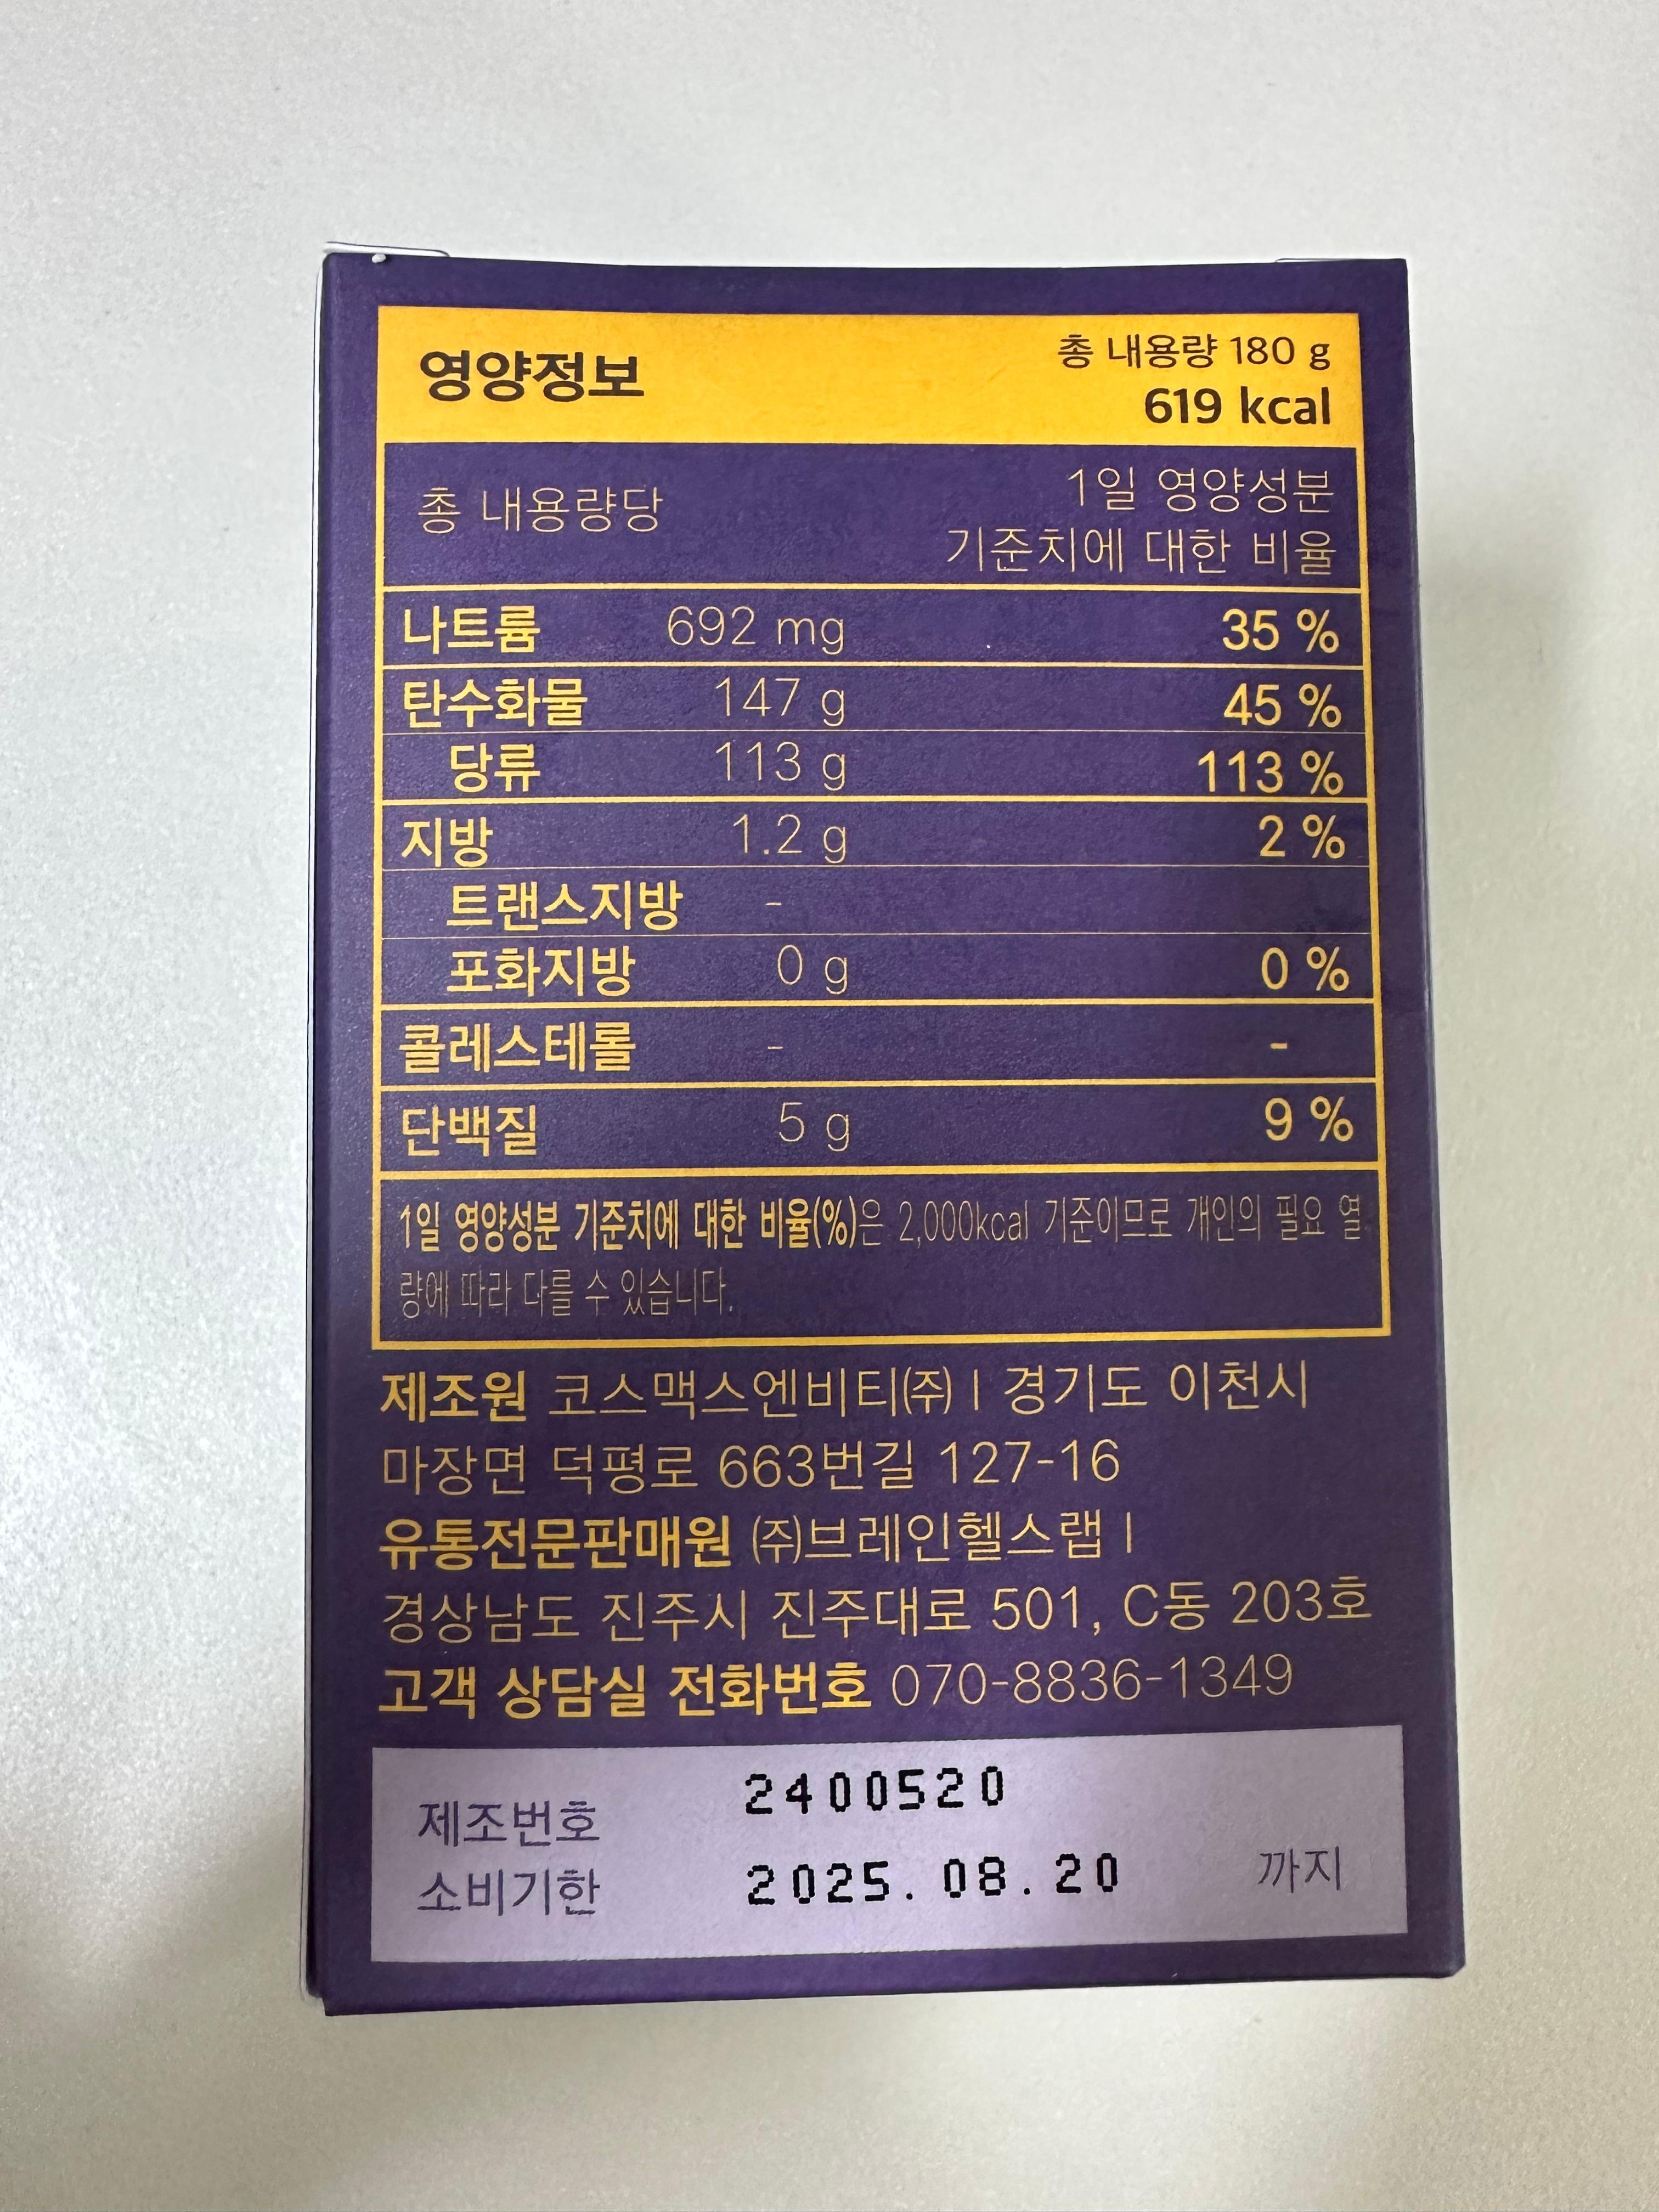 영양정보
총 내용량 180 g
619 kcal
총 내용량당
1일 영양성분
기준치에 대한 비율
나트륨 692 mg 35 %
탄수화물 147 g 45 %
당류 113 g 113 %
지방 1.2 g 2 %
트랜스지방 -
포화지방 0 g 0 %
콜레스테롤 - -
단백질 5 g 9 %
1일 영양성분 기준치에 대한 비율(%)은 2,000kcal 기준이므로 개인의 필요 열
량에 따라 다를 수 있습니다.
제조원 코스맥스엔비티㈜ | 경기도 이천시
마장면 덕평로 663번길 127-16
유통전문판매원 ㈜브레인헬스랩 |
경상남도 진주시 진주대로 501, C동 203호
고객 상담실 전화번호 070-8836-1349
제조번호 2400520
소비기한 2025.08.20 까지